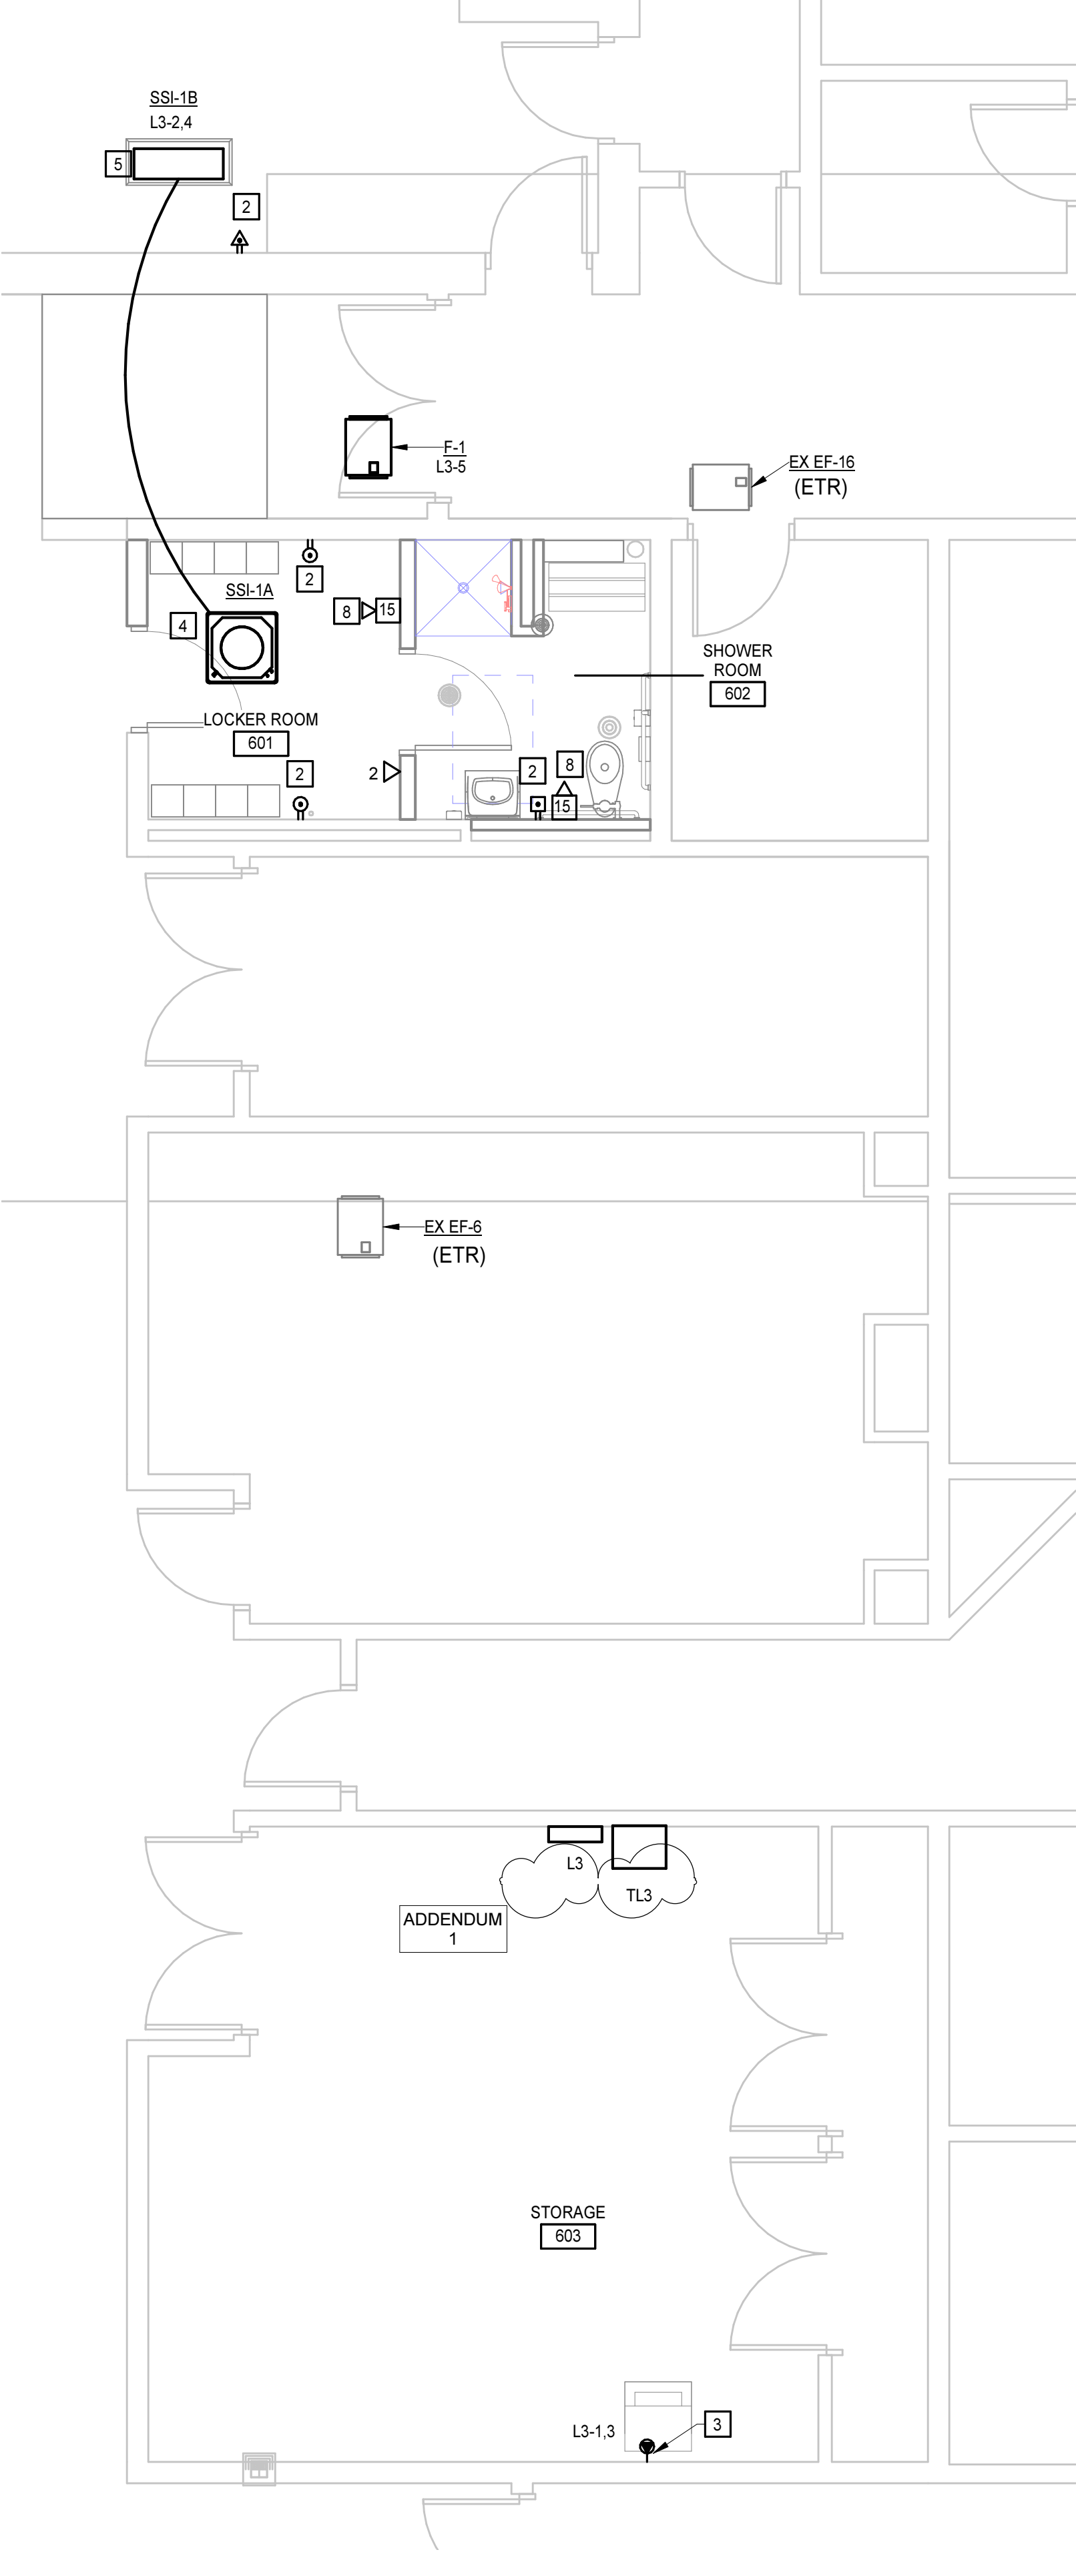 SSI-1B
L3-2,4
5
2
F-1
L3-5
EX EF-16
(ETR)
2
SSI-1A
8
15
4
SHOWER
ROOM
602
LOCKER ROOM
601
2
2
2
8
15
EX EF-6
(ETR)
L3
TL3
ADDENDUM
1
STORAGE
603
L3-1,3
3